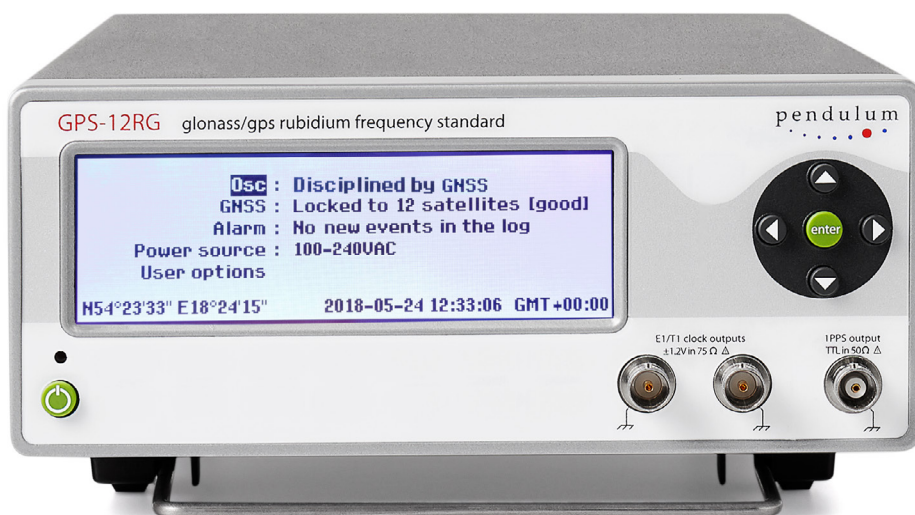 GPS-12RG glonass/gps rubidium frequency standard
pendulum
Osc : Disciplined by GNSS
GNSS : Locked to 12 satellites [good]
Alarm : No new events in the log
Power source : 100-240VAC
User options
N54°23'33" E18°24'15" 2018-05-24 12:33:06 GMT+00:00
enter
E1/T1 clock outputs
±1.2V in 75 Ω ⚠
1PPS output
TTL in 50Ω ⚠